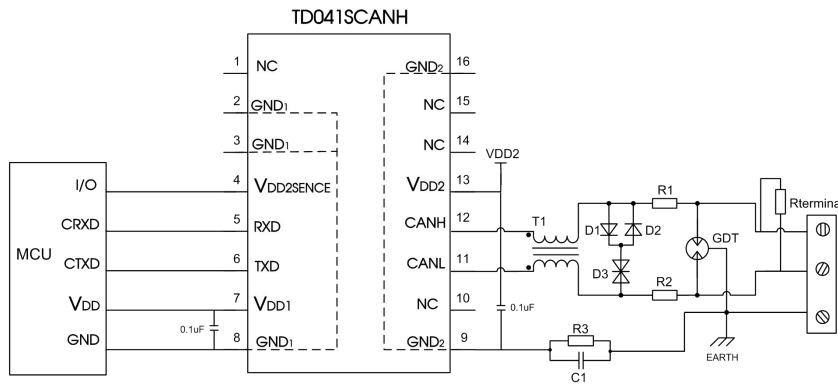 TD041SCANH
1 NC
2 GND1
3 GND1
4 VDD2SENCE
5 RXD
6 TXD
7 VDD1
8 GND1
GND2 16
NC 15
NC 14
VDD2 13
CANH 12
CANL 11
NC 10
GND2 9
MCU
I/O
CRXD
CTXD
VDD
GND
0.1uF
VDD2
0.1uF
T1
D1
D2
D3
R1
R2
GDT
Rtermina
R3
C1
EARTH